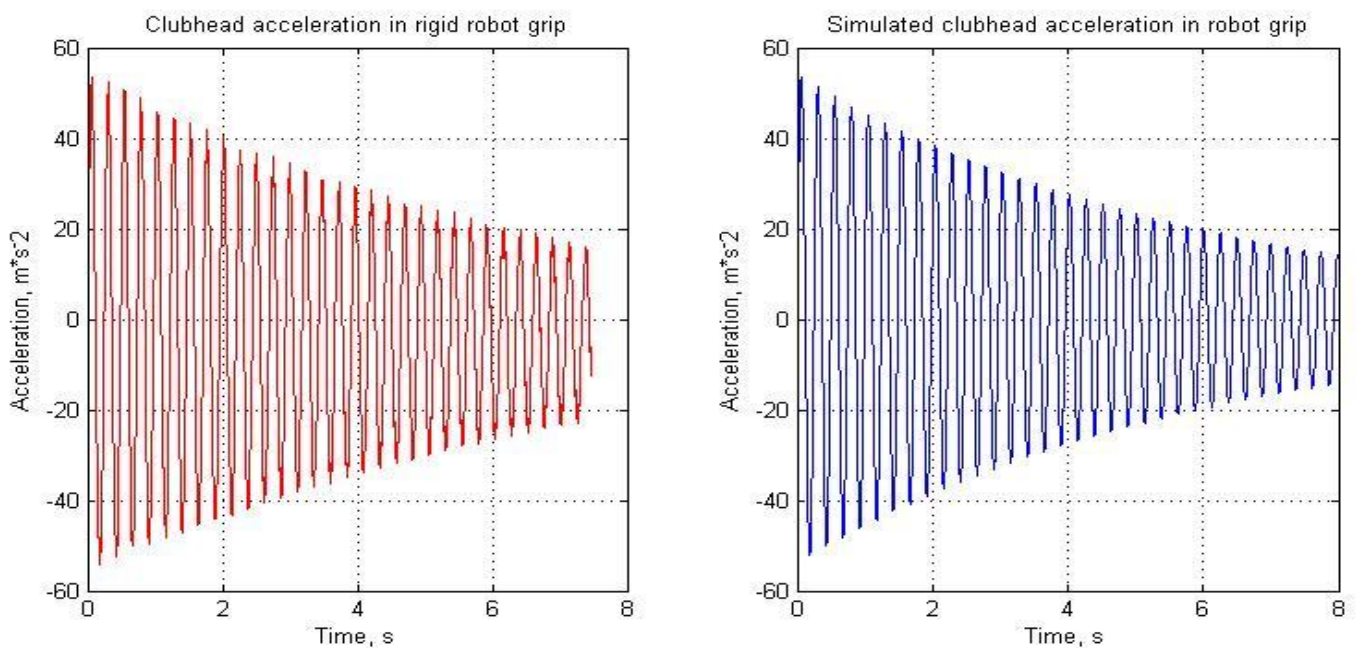 Clubhead acceleration in rigid robot grip
60
40
20
0
-20
-40
-60
Acceleration, m*s-2
0 2 4 6 8
Time, s
Simulated clubhead acceleration in robot grip
60
40
20
0
-20
-40
-60
Acceleration, m*s-2
0 2 4 6 8
Time, s